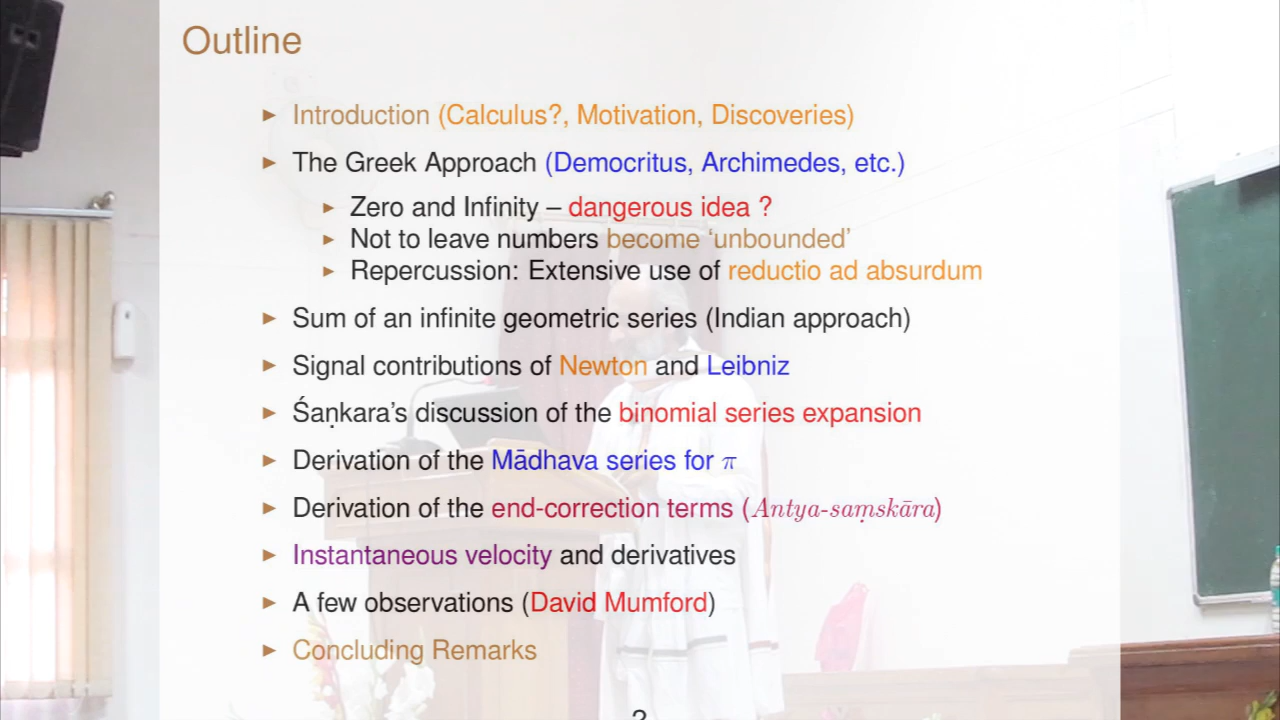 Outline
► Introduction (Calculus?, Motivation, Discoveries)
► The Greek Approach (Democritus, Archimedes, etc.)
► Zero and Infinity – dangerous idea ?
► Not to leave numbers become ‘unbounded’
► Repercussion: Extensive use of reductio ad absurdum
► Sum of an infinite geometric series (Indian approach)
► Signal contributions of Newton and Leibniz
► Śaṇkara’s discussion of the binomial series expansion
► Derivation of the Mādhava series for π
► Derivation of the end-correction terms (Antya-saṃskāra)
► Instantaneous velocity and derivatives
► A few observations (David Mumford)
► Concluding Remarks
2